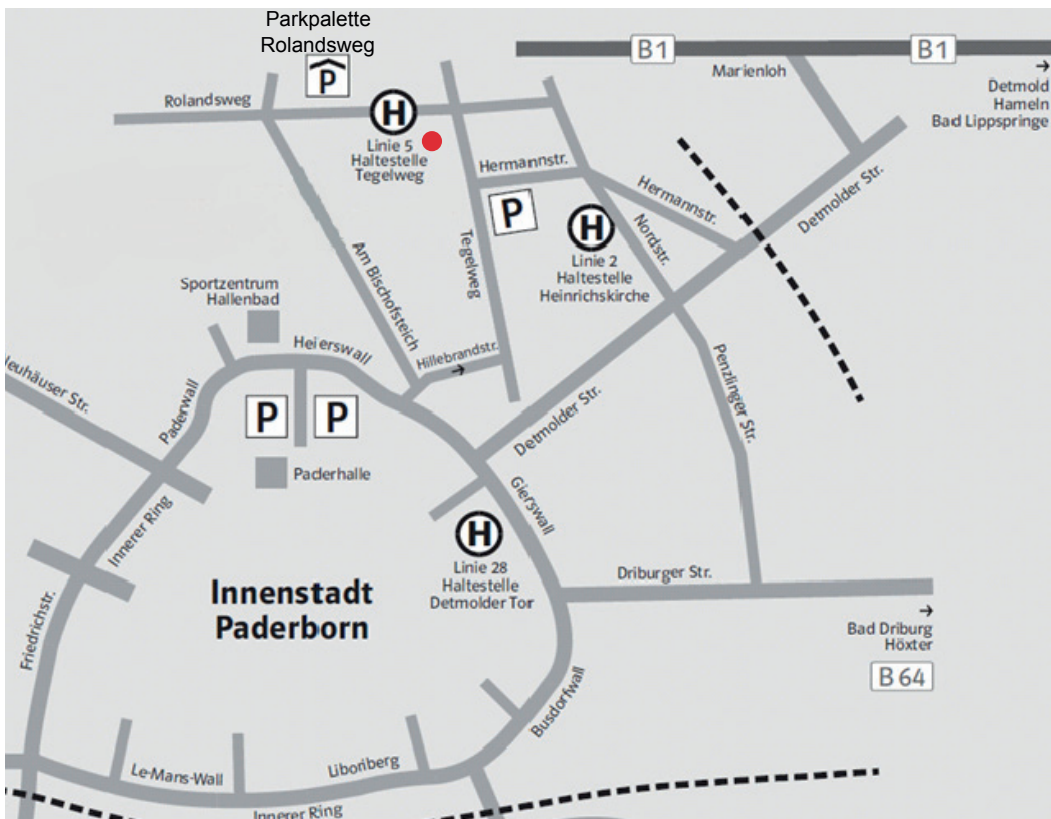 Parkpalette
Rolandsweg
P
B1
B1
Marienloh
Detmold
Hameln
Bad Lippspringe
Rolandsweg
H
Linie 5
Haltestelle
Tegelweg
Hermannstr.
Hermannstr.
Detmolder Str.
P
H
Nordstr.
Linie 2
Haltestelle
Heinrichskirche
Tegelweg
Am Bischofsteich
Sportzentrum
Hallenbad
Heierswall
Hillebrandstr.
Penzlinger Str.
Neuhäuser Str.
Paderwall
P
P
Detmolder Str.
Paderhalle
Gierswall
Innerer Ring
H
Linie 28
Haltestelle
Detmolder Tor
Driburger Str.
Innenstadt
Paderborn
Friedrichstr.
Bad Driburg
Höxter
B 64
Busdorfwall
Le-Mans-Wall
Liboriberg
Innerer Ring